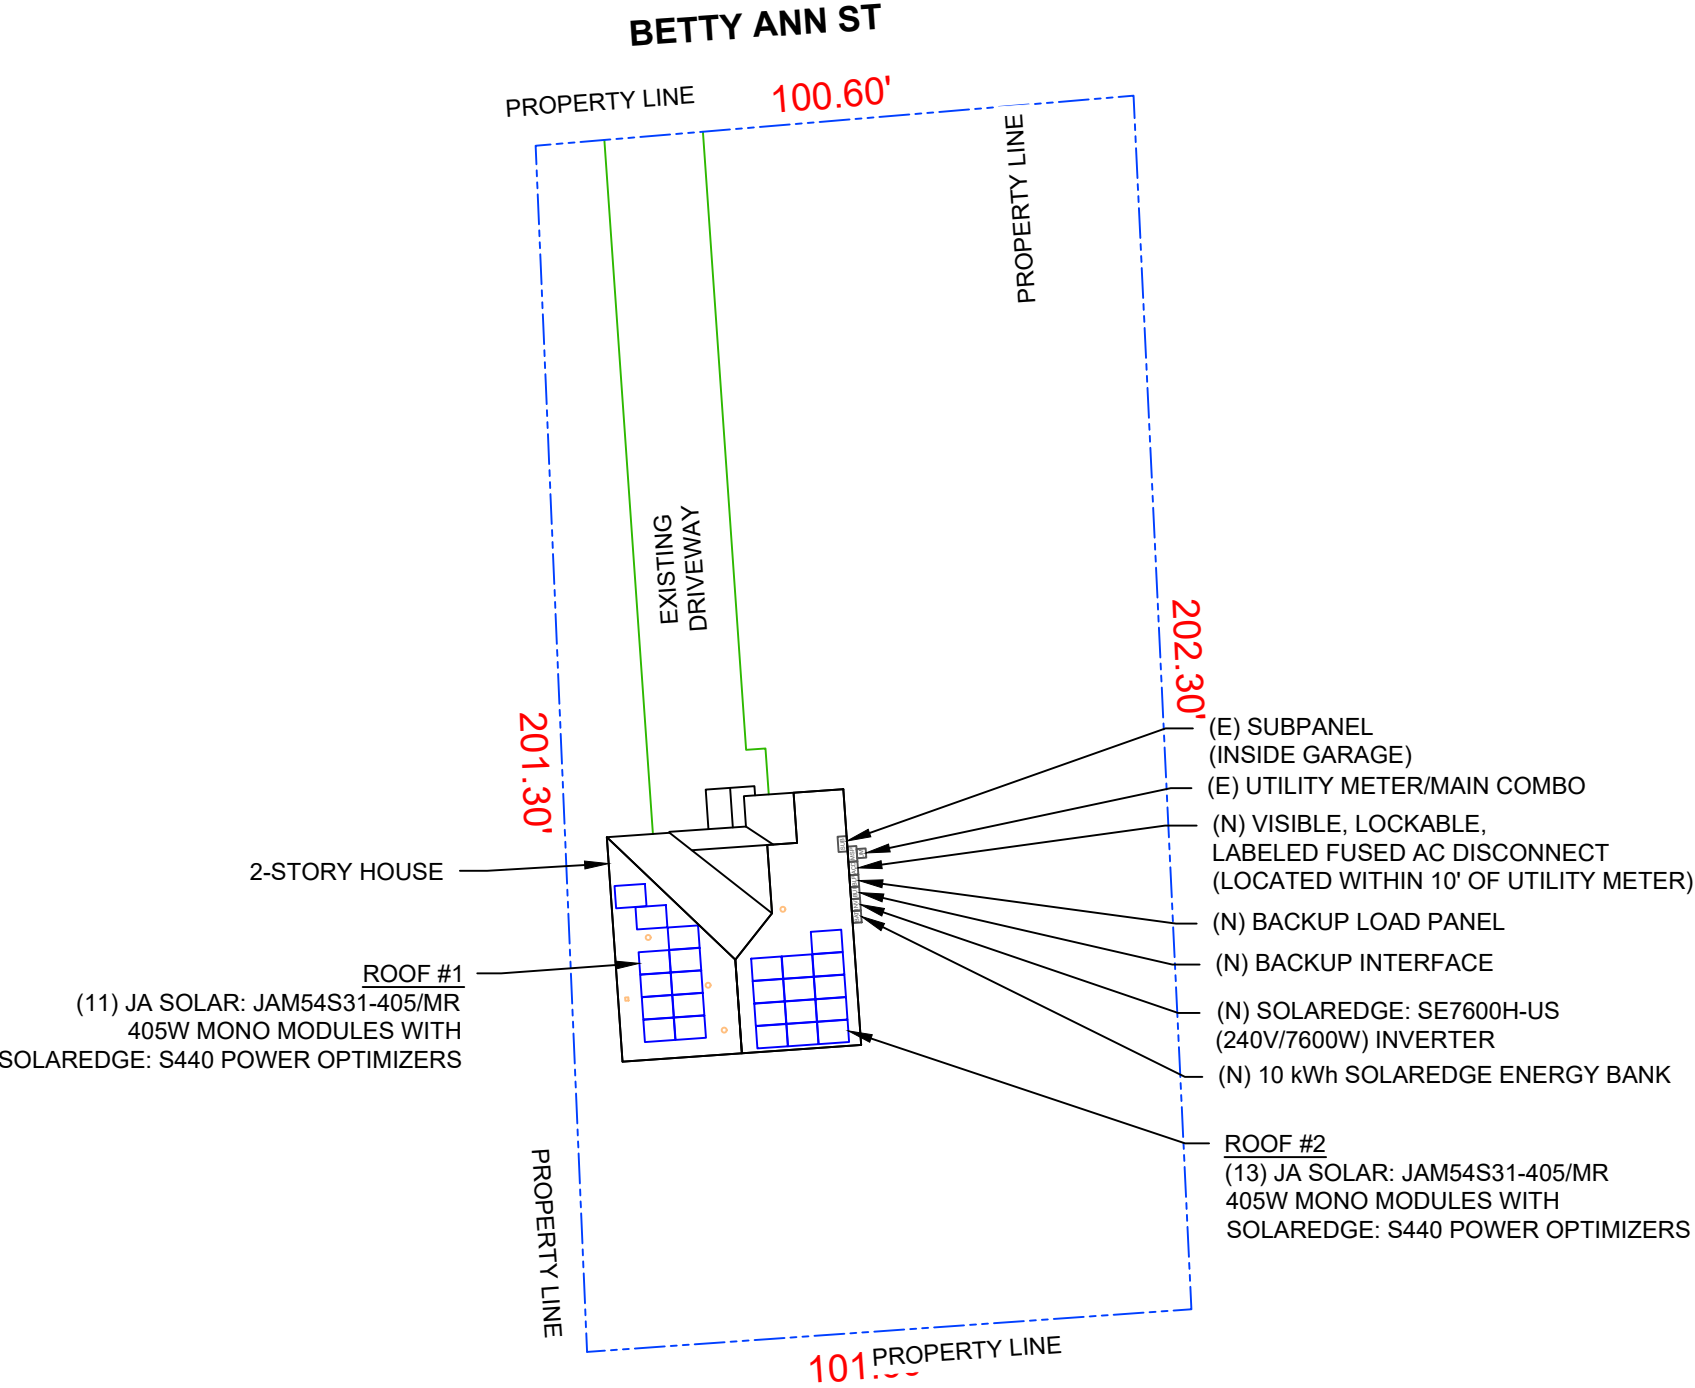 BETTY ANN ST
PROPERTY LINE
100.60'
PROPERTY LINE
EXISTING
DRIVEWAY
202.30'
201.30'
(E) SUBPANEL
(INSIDE GARAGE)
(E) UTILITY METER/MAIN COMBO
(N) VISIBLE, LOCKABLE,
LABELED FUSED AC DISCONNECT
(LOCATED WITHIN 10' OF UTILITY METER)
2-STORY HOUSE
(N) BACKUP LOAD PANEL
(N) BACKUP INTERFACE
ROOF #1
(11) JA SOLAR: JAM54S31-405/MR
405W MONO MODULES WITH
SOLAREDGE: S440 POWER OPTIMIZERS
(N) SOLAREDGE: SE7600H-US
(240V/7600W) INVERTER
(N) 10 kWh SOLAREDGE ENERGY BANK
ROOF #2
(13) JA SOLAR: JAM54S31-405/MR
405W MONO MODULES WITH
SOLAREDGE: S440 POWER OPTIMIZERS
PROPERTY LINE
PROPERTY LINE
101.